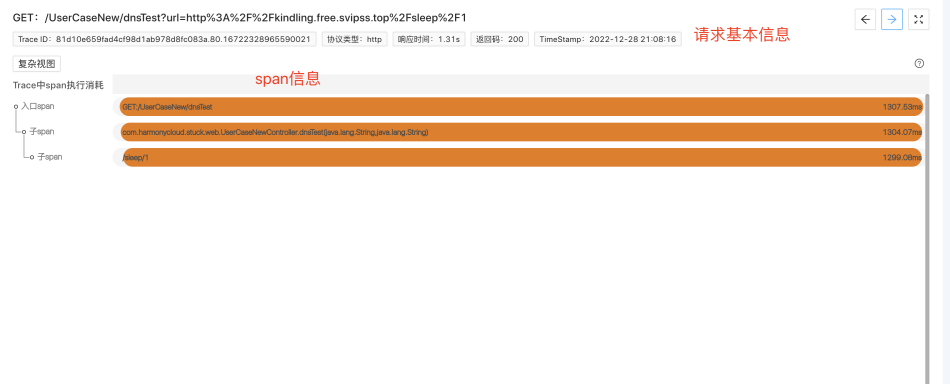 GET：/UserCaseNew/dnsTest?url=http%3A%2F%2Fkindling.free.svipss.top%2Fsleep%2F1
Trace ID：81d10e659fad4cf98d1ab978d8fc083a.80.16722328965590021 协议类型：http 响应时间：1.31s 返回码：200 TimeStamp：2022-12-28 21:08:16 请求基本信息
复杂视图
Trace中span执行消耗 span信息
入口span GET:/UserCaseNew/dnsTest 1307.53ms
子span com.harmonycloud.stuck.web.UserCaseNewController.dnsTest(java.lang.String,java.lang.String) 1304.07ms
子span /sleep/1 1299.08ms